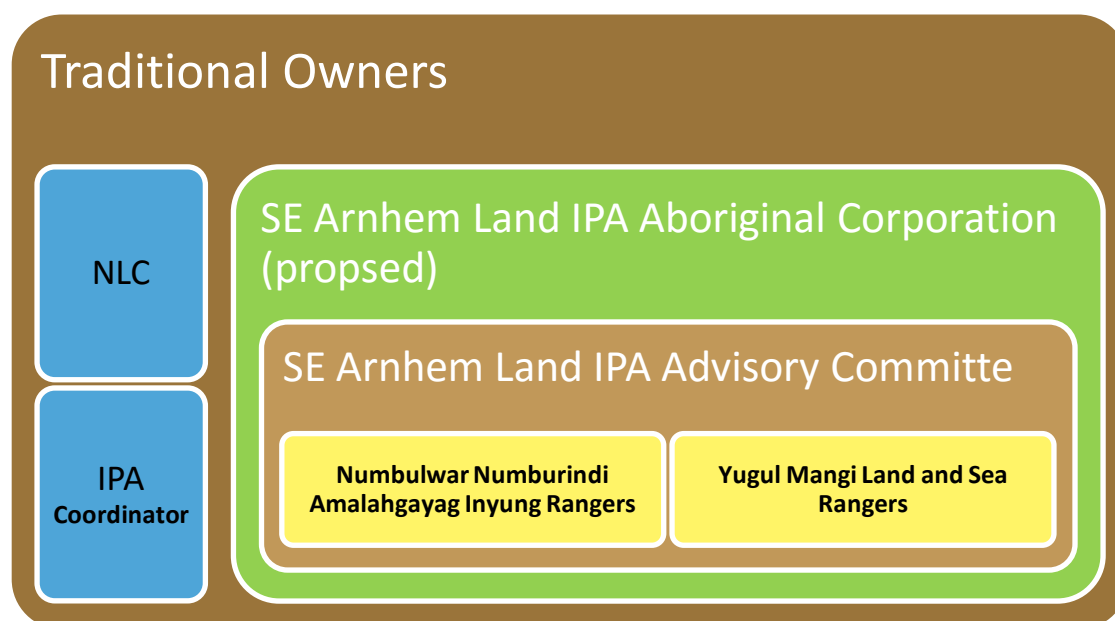 Traditional Owners
NLC
IPA
Coordinator
SE Arnhem Land IPA Aboriginal Corporation
(propsed)
SE Arnhem Land IPA Advisory Committe
Numbulwar Numburindi
Amalahgayag Inyung Rangers
Yugul Mangi Land and Sea
Rangers